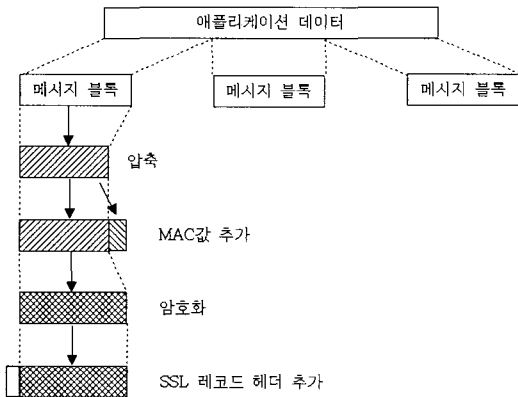 애플리케이션 데이터
메시지 블록
메시지 블록
메시지 블록
압축
MAC값 추가
암호화
SSL 레코드 헤더 추가